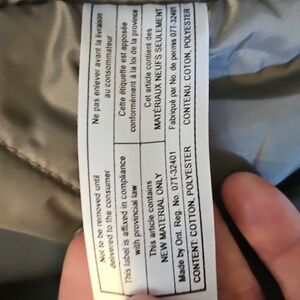 Not to be removed until
delivered to the consumer
This label is affixed in compliance
with provincial law
This article contains
NEW MATERIAL ONLY
Made by Ont. Reg. No. 07T-32401
CONTENT: COTON, POLYESTER
Ne pas enlever avant la livraison
au consommateur
Cette étiquette est apposée
conformément à la loi de la province
Cet article contient des
MATÉRIAUX NEUFS SEULEMENT
Fabriqué par No. de permis 07T-32401
CONTENU: COTON, POLYESTER